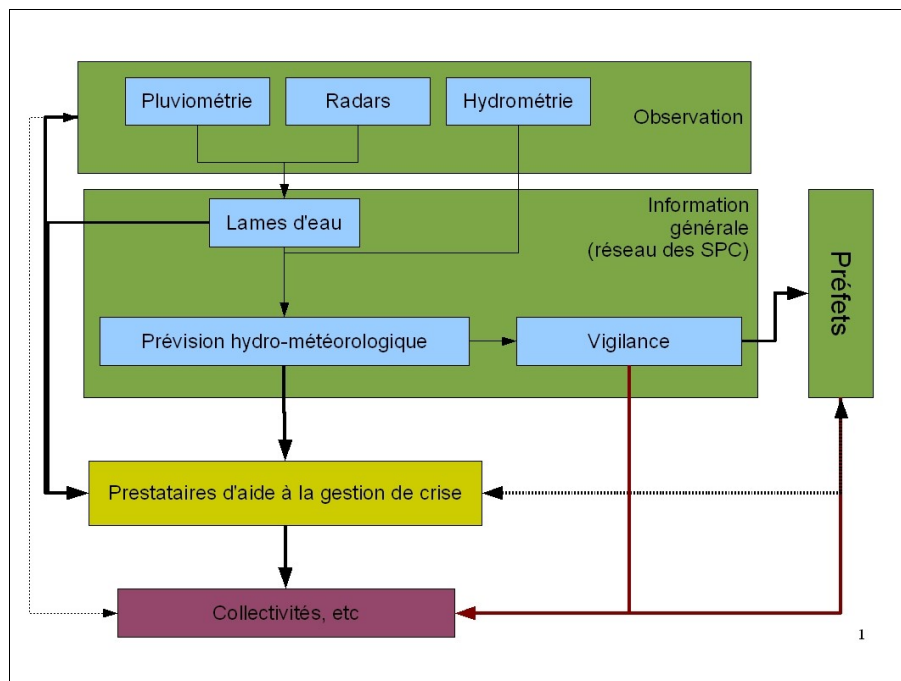 Pluviométrie
Radars
Hydrométrie
Observation
Lames d'eau
Information
générale
(réseau des SPC)
Préfets
Prévision hydro-météorologique
Vigilance
Prestataires d'aide à la gestion de crise
Collectivités, etc
1